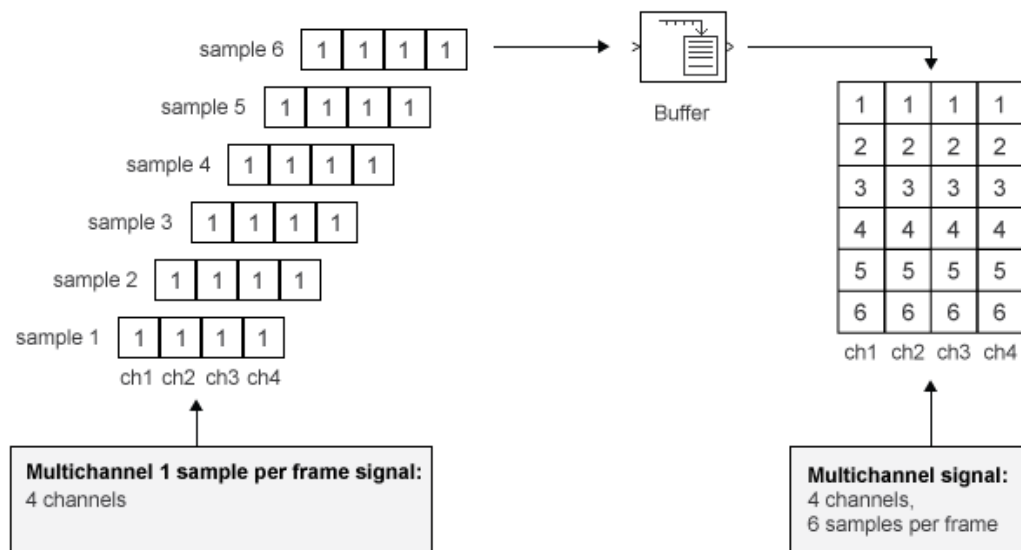 sample 6 1 1 1 1
sample 5 1 1 1 1
sample 4 1 1 1 1
sample 3 1 1 1 1
sample 2 1 1 1 1
sample 1 1 1 1 1
ch1 ch2 ch3 ch4
Multichannel 1 sample per frame signal:
4 channels
Buffer
1 1 1 1
2 2 2 2
3 3 3 3
4 4 4 4
5 5 5 5
6 6 6 6
ch1 ch2 ch3 ch4
Multichannel signal:
4 channels,
6 samples per frame